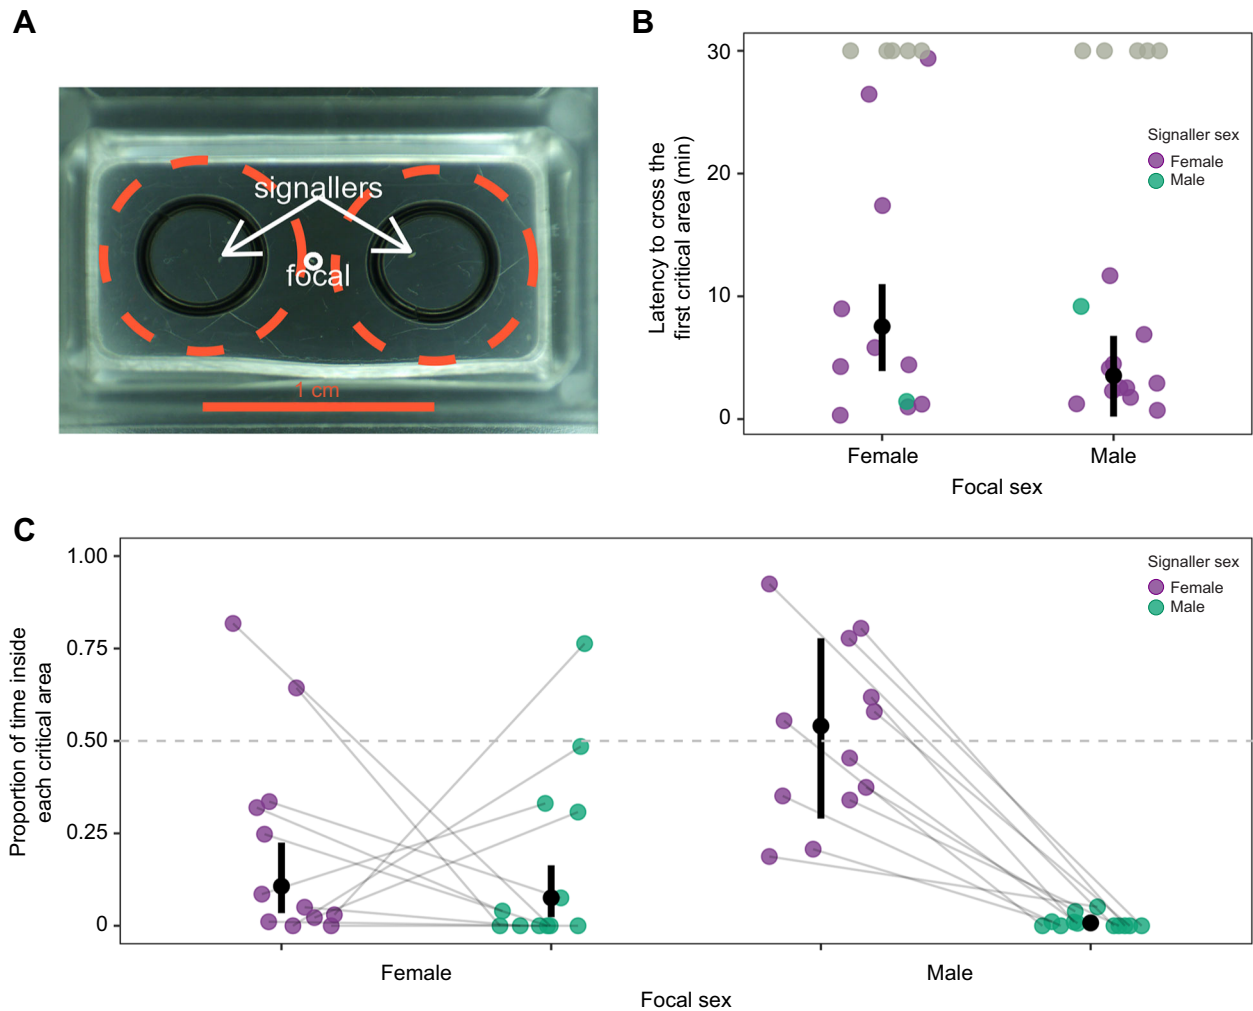 A
signallers
focal
1 cm
B
Latency to cross the
first critical area (min)
30
20
10
0
Signaller sex
Female
Male
Female
Male
Focal sex
C
Proportion of time inside
each critical area
1.00
0.75
0.50
0.25
0
Signaller sex
Female
Male
Female
Male
Focal sex